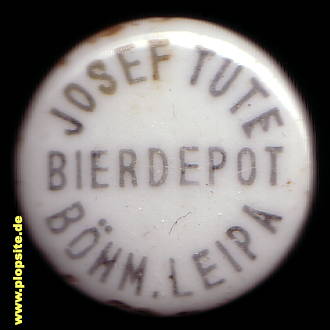 JOSEF TUTE
BIERDEPOT
BÖHM. LEIPA
www.plopsite.de